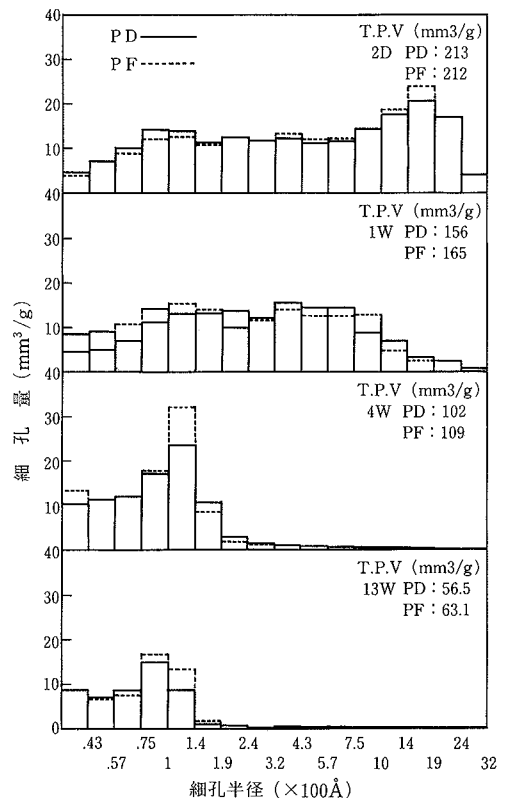 PD
PF
T.P.V (mm3/g)
2D PD:213
PF:212
40
30
20
10
T.P.V (mm3/g)
1W PD:156
PF:165
40
30
20
10
T.P.V (mm3/g)
4W PD:102
PF:109
40
30
20
10
T.P.V (mm3/g)
13W PD:56.5
PF:63.1
40
30
20
10
0
細孔量 (mm³/g)
.43 .75 1.4 2.4 4.3 7.5 14 24
.57 1 1.9 3.2 5.7 10 19 32
細孔半径 (×100Å)